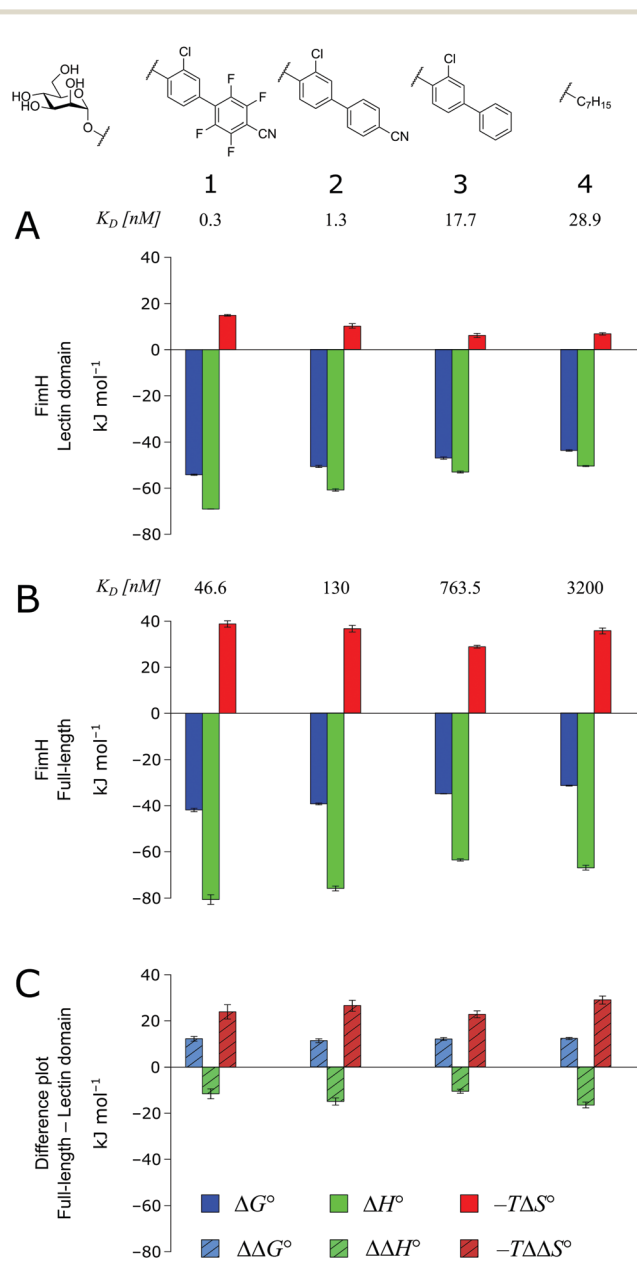 OH
OH
HO
HO
O
O
Cl
F
F
F
F
CN
Cl
CN
Cl
C₇H₁₅
1 2 3 4
A
K_D [nM] 0.3 1.3 17.7 28.9
FimH
Lectin domain
kJ mol⁻¹
40
20
0
−20
−40
−60
−80
B
K_D [nM] 46.6 130 763.5 3200
FimH
Full-length
kJ mol⁻¹
40
20
0
−20
−40
−60
−80
C
Difference plot
Full-length – Lectin domain
kJ mol⁻¹
40
20
0
−20
−40
−60
−80
ΔG° ΔH° −TΔS°
ΔΔG° ΔΔH° −TΔΔS°